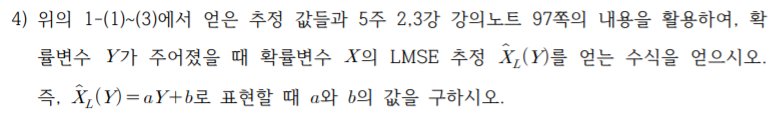 4) 위의 1-(1)~(3)에서 얻은 추정 값들과 5주 2,3강 강의노트 97쪽의 내용을 활용하여, 확
률변수 Y가 주어졌을 때 확률변수 X의 LMSE 추정 X̂_L(Y)를 얻는 수식을 얻으시오.
즉, X̂_L(Y)=aY+b로 표현할 때 a와 b의 값을 구하시오.